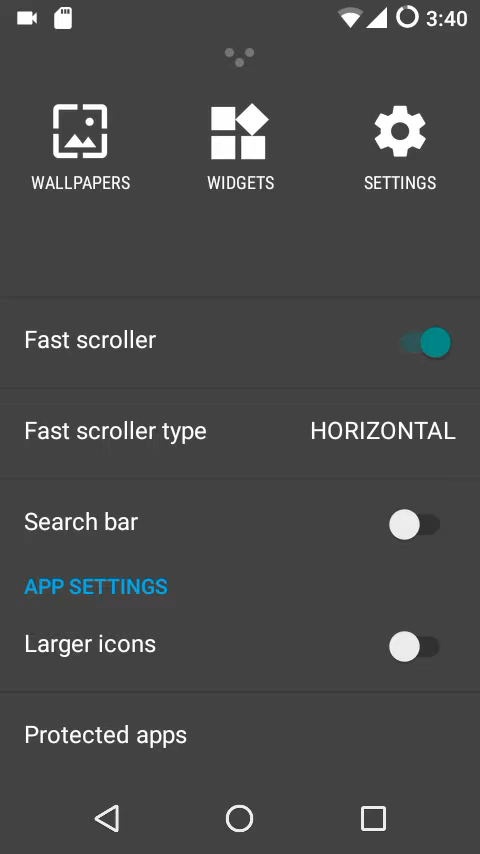 3:40
WALLPAPERS
WIDGETS
SETTINGS
Fast scroller
Fast scroller type
HORIZONTAL
Search bar
APP SETTINGS
Larger icons
Protected apps